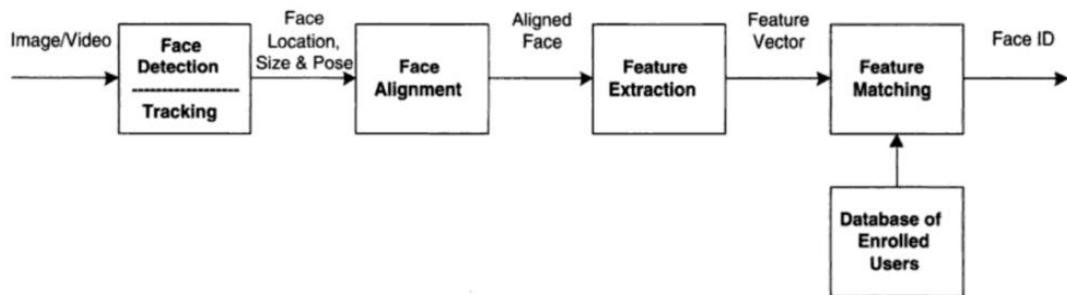 Image/Video
Face
Detection
Tracking
Face
Location,
Size & Pose
Face
Alignment
Aligned
Face
Feature
Extraction
Feature
Vector
Feature
Matching
Face ID
Database of
Enrolled
Users